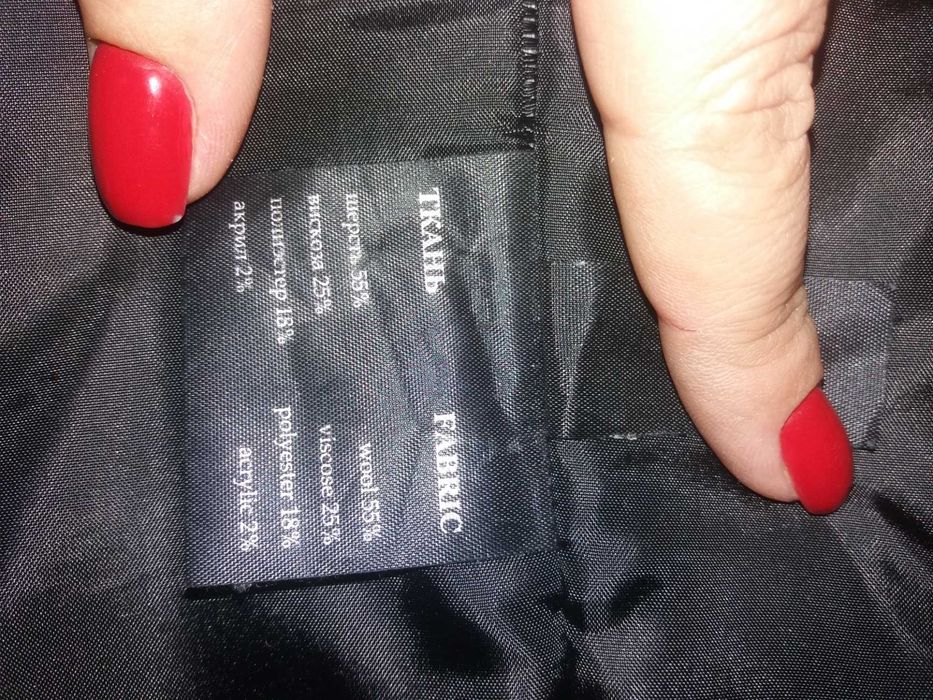 ТКАНЬ
шерсть 55%
вискоза 25%
полиэстер 18%
акрил 2%
FABRIC
wool 55%
viscose 25%
polyester 18%
acrylic 2%